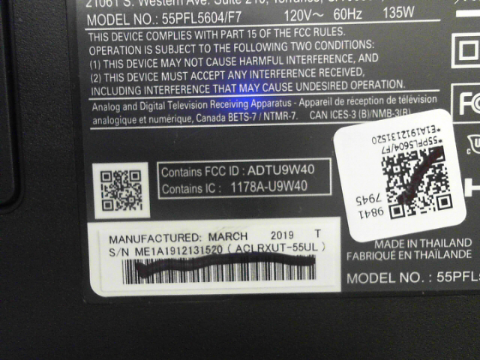 21061 S. Western Ave. Suite 210,
MODEL NO. : 55PFL5604/F7 120V~ 60Hz 135W
THIS DEVICE COMPLIES WITH PART 15 OF THE FCC RULES.
OPERATION IS SUBJECT TO THE FOLLOWING TWO CONDITIONS:
(1) THIS DEVICE MAY NOT CAUSE HARMFUL INTERFERENCE, AND
(2) THIS DEVICE MUST ACCEPT ANY INTERFERENCE RECEIVED,
INCLUDING INTERFERENCE THAT MAY CAUSE UNDESIRED OPERATION.
Analog and Digital Television Receiving Apparatus - Appareil de réception de télévision
analogique et numérique, Canada BETS-7 / NTMR-7. CAN ICES-3 (B)/NMB-3(B)
Contains FCC ID : ADTU9W40
Contains IC : 1178A-U9W40
*55PFL5604/F7
*E1A1912131520
9841
7945
MANUFACTURED: MARCH 2019 T
S/N ME1A1912131520 (ACLRXUT-55UL)
MADE IN THAILAND
FABRIQUÉ EN THAÏLANDE
MODEL NO. : 55PFL5